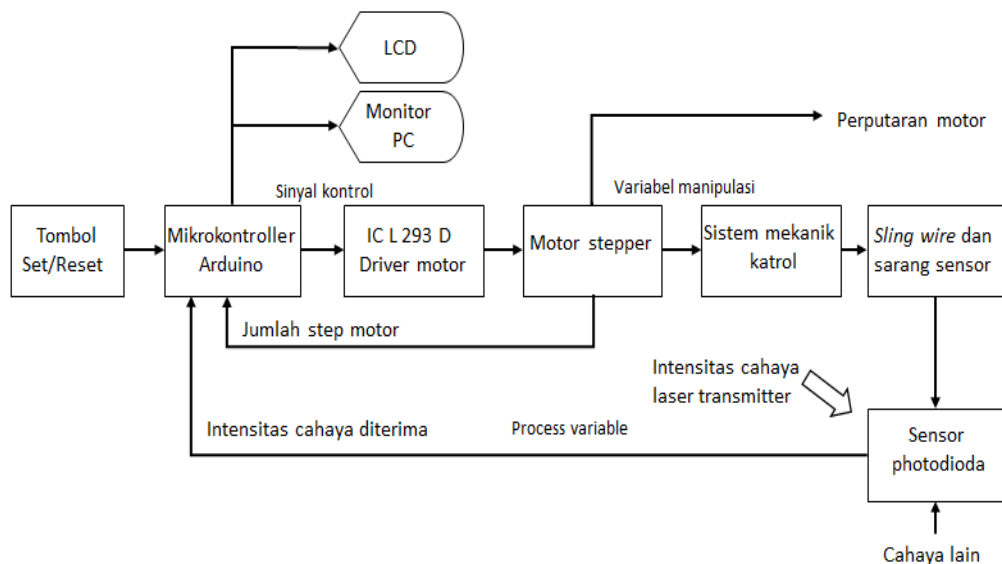 LCD
Monitor
PC
Perputaran motor
Sinyal kontrol
Variabel manipulasi
Tombol
Set/Reset
Mikrokontroller
Arduino
IC L 293 D
Driver motor
Motor stepper
Sistem mekanik
katrol
Sling wire dan
sarang sensor
Jumlah step motor
Intensitas cahaya
laser transmitter
Intensitas cahaya diterima
Process variable
Sensor
photodioda
Cahaya lain